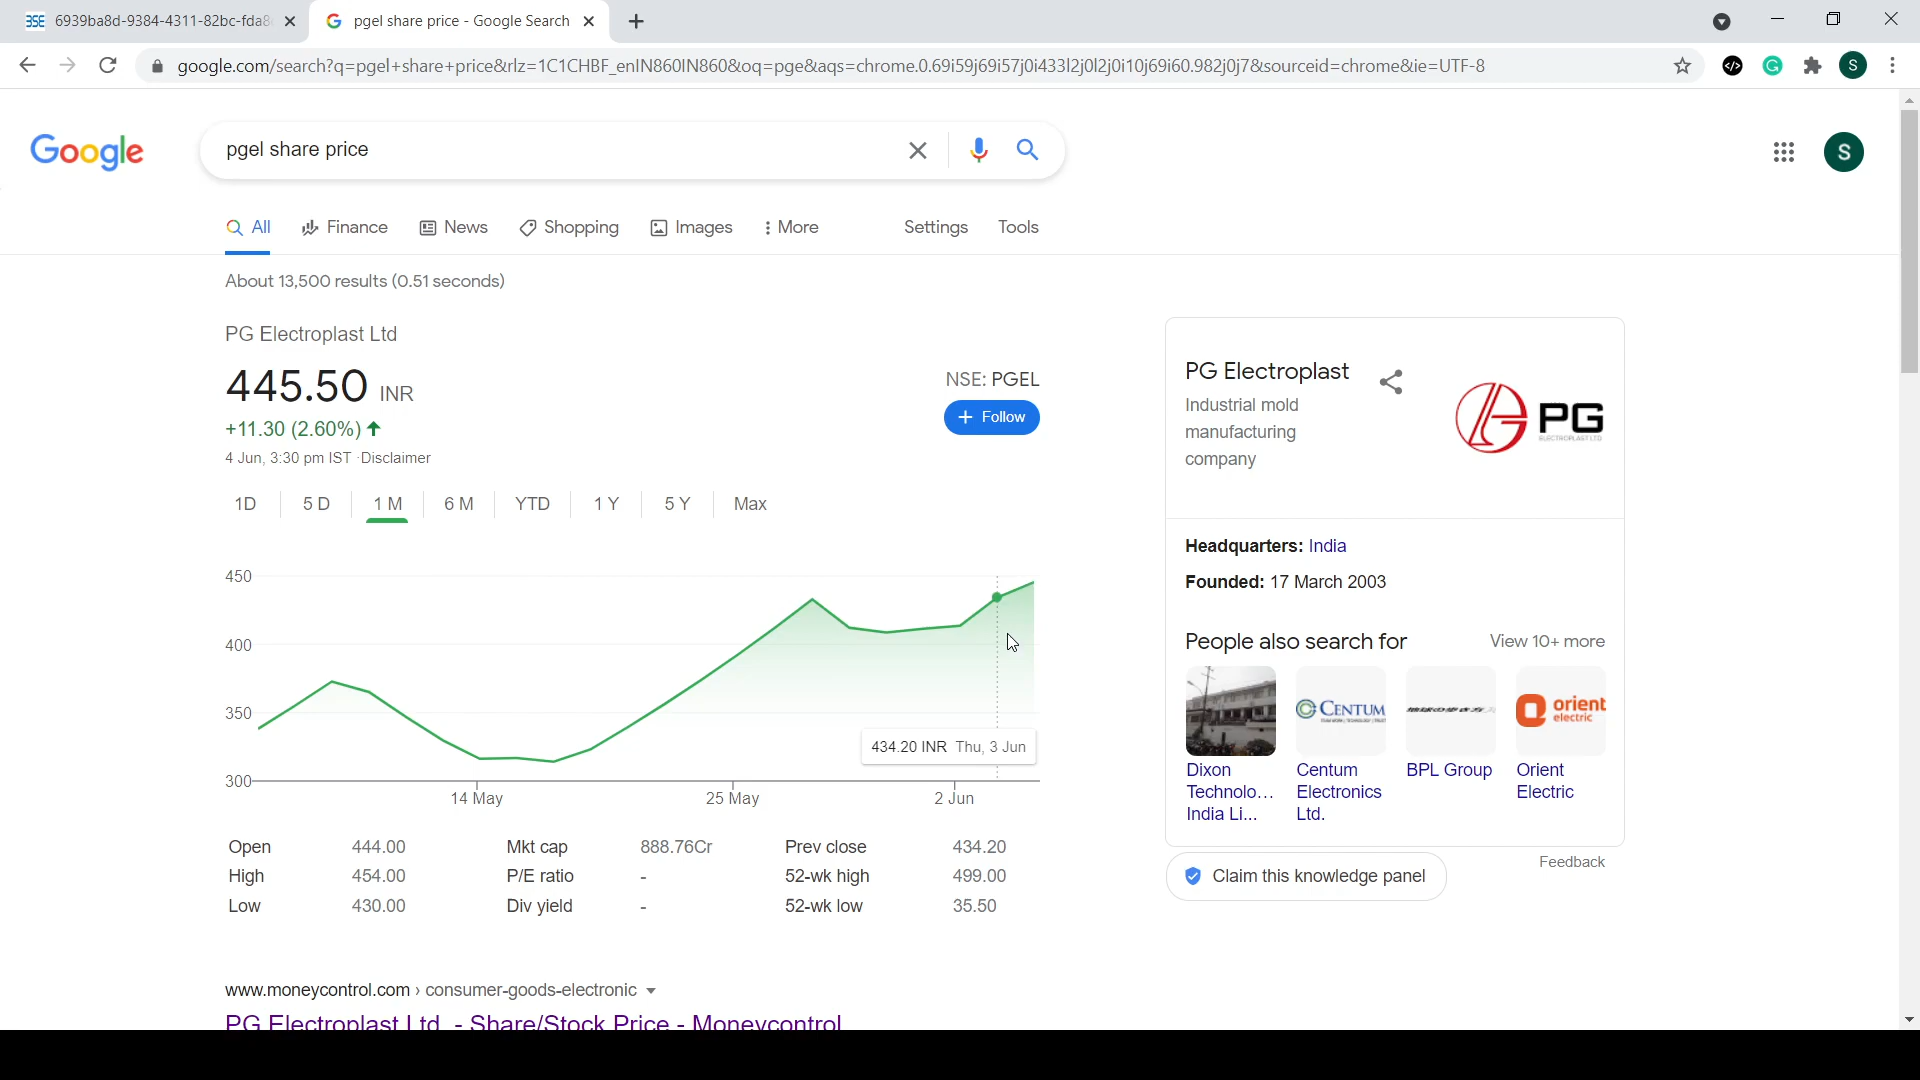 6939ba8d-9384-4311-82bc-fda8
pgel share price - Google Search
google.com/search?q=pgel+share+price&rlz=1C1CHBF_enIN860IN860&oq=pge&aqs=chrome.0.69i59j69i57j0i433l2j0l2j0i10j69i60.982j0j7&sourceid=chrome&ie=UTF-8
S
Google
pgel share price
S
All Finance News Shopping Images More Settings Tools
About 13,500 results (0.51 seconds)
PG Electroplast Ltd
445.50 INR
+11.30 (2.60%)
4 Jun, 3:30 pm IST · Disclaimer
NSE: PGEL
+ Follow
1D 5 D 1 M 6 M YTD 1 Y 5 Y Max
450
400
350
300
434.20 INR Thu, 3 Jun
14 May 25 May 2 Jun
Open 444.00 Mkt cap 888.76Cr Prev close 434.20
High 454.00 P/E ratio - 52-wk high 499.00
Low 430.00 Div yield - 52-wk low 35.50
www.moneycontrol.com › consumer-goods-electronic
PG Electroplast Ltd. - Share/Stock Price - Moneycontrol
PG Electroplast
Industrial mold
manufacturing
company
PG
ELECTROPLAST LTD
Headquarters: India
Founded: 17 March 2003
People also search for View 10+ more
CENTUM
orient
electric
Dixon
Technolo...
India Li...
Centum
Electronics
Ltd.
BPL Group
Orient
Electric
Feedback
Claim this knowledge panel